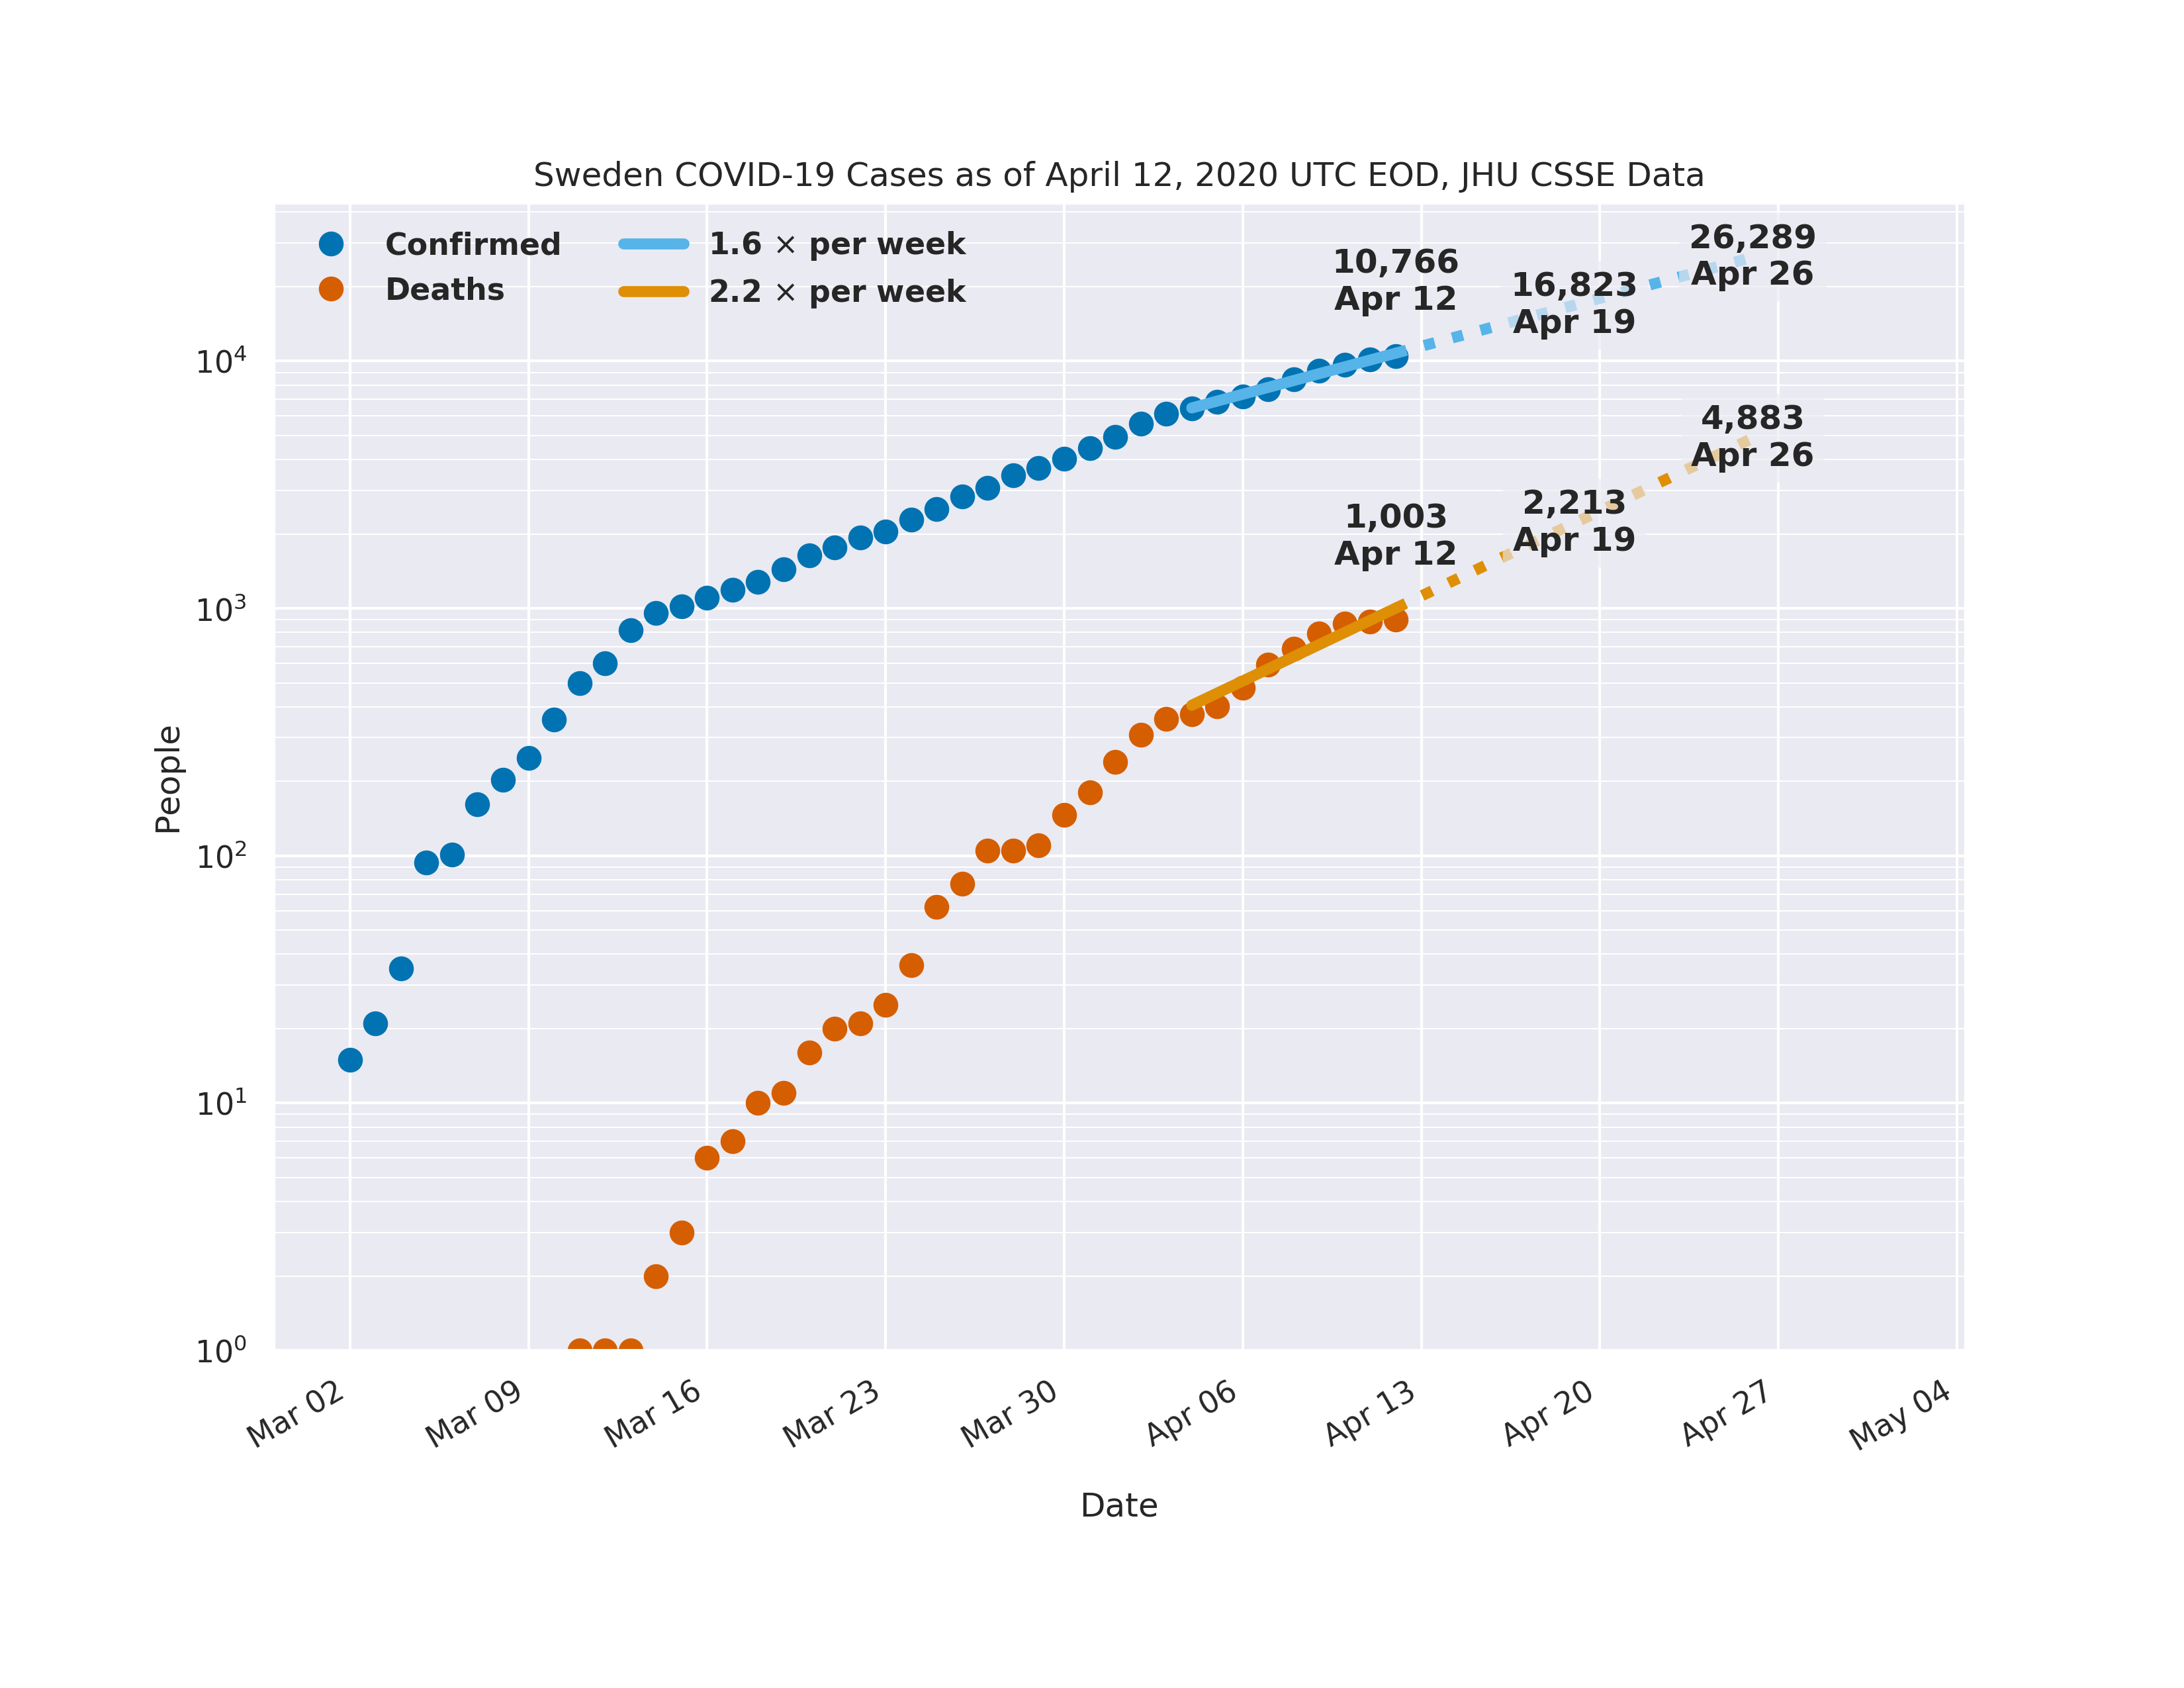 Sweden COVID-19 Cases as of April 12, 2020 UTC EOD, JHU CSSE Data
Confirmed
Deaths
1.6 × per week
2.2 × per week
10,766
Apr 12
16,823
Apr 19
26,289
Apr 26
1,003
Apr 12
2,213
Apr 19
4,883
Apr 26
People
10⁴
10³
10²
10¹
10⁰
Mar 02
Mar 09
Mar 16
Mar 23
Mar 30
Apr 06
Apr 13
Apr 20
Apr 27
May 04
Date